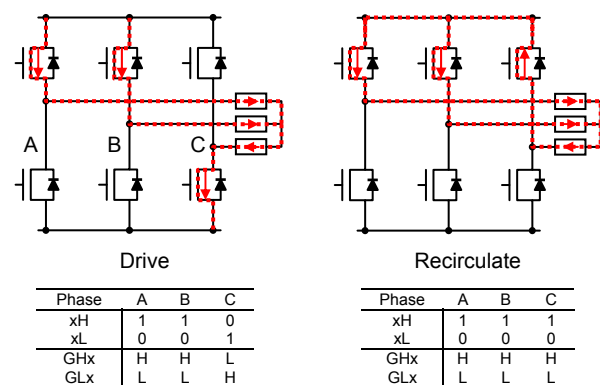 A B C
Drive
Recirculate
Phase A B C
xH 1 1 0
xL 0 0 1
GHx H H L
GLx L L H
Phase A B C
xH 1 1 1
xL 0 0 0
GHx H H H
GLx L L L